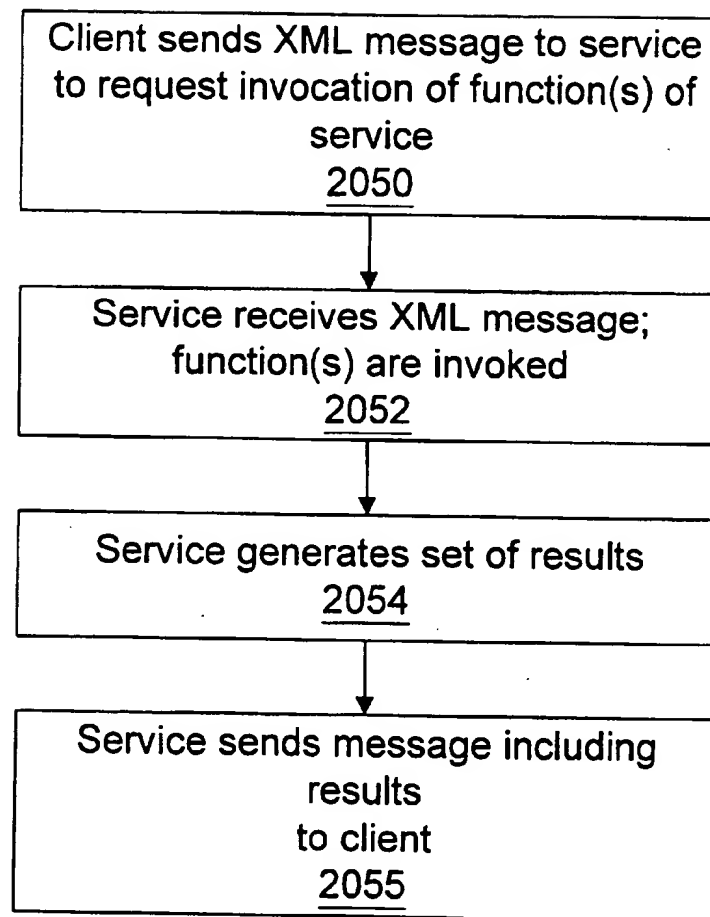 Client sends XML message to service
to request invocation of function(s) of
service
2050
Service receives XML message;
function(s) are invoked
2052
Service generates set of results
2054
Service sends message including
results
to client
2055